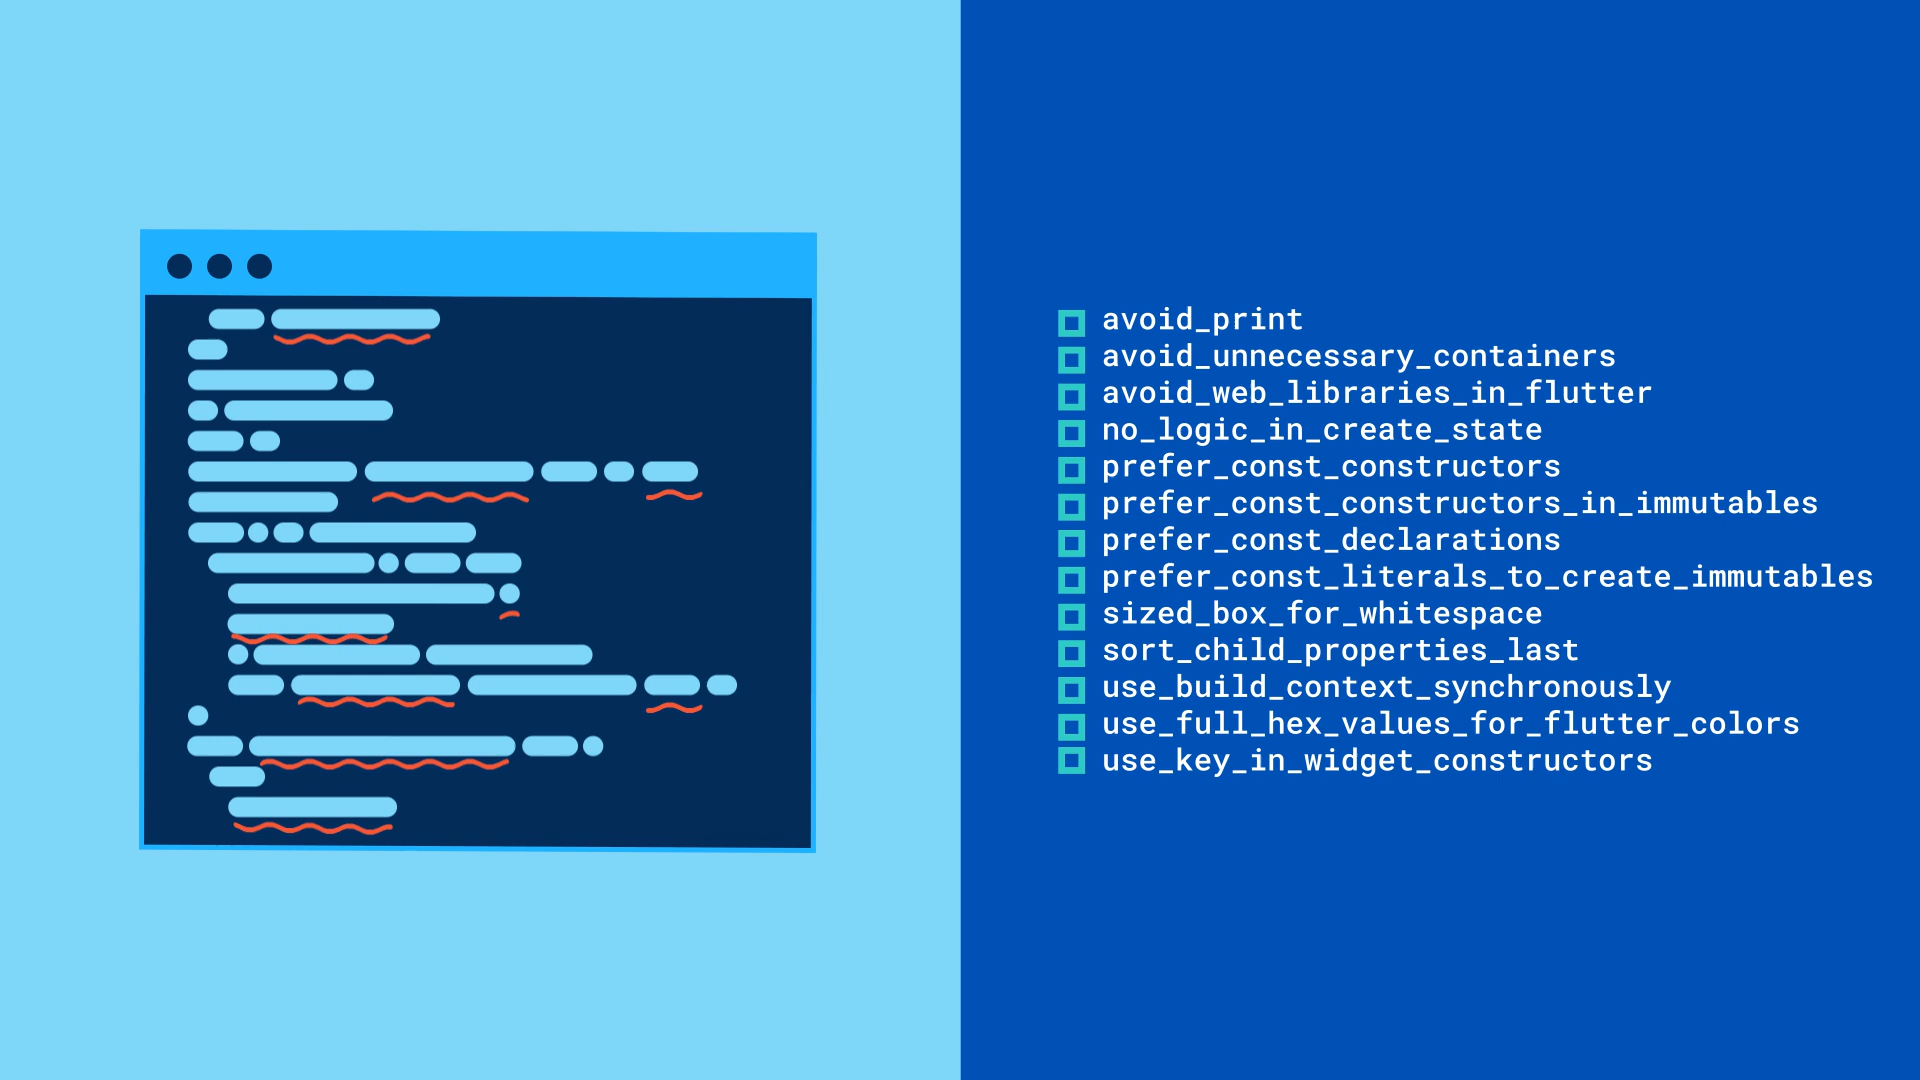 avoid_print
avoid_unnecessary_containers
avoid_web_libraries_in_flutter
no_logic_in_create_state
prefer_const_constructors
prefer_const_constructors_in_immutables
prefer_const_declarations
prefer_const_literals_to_create_immutables
sized_box_for_whitespace
sort_child_properties_last
use_build_context_synchronously
use_full_hex_values_for_flutter_colors
use_key_in_widget_constructors